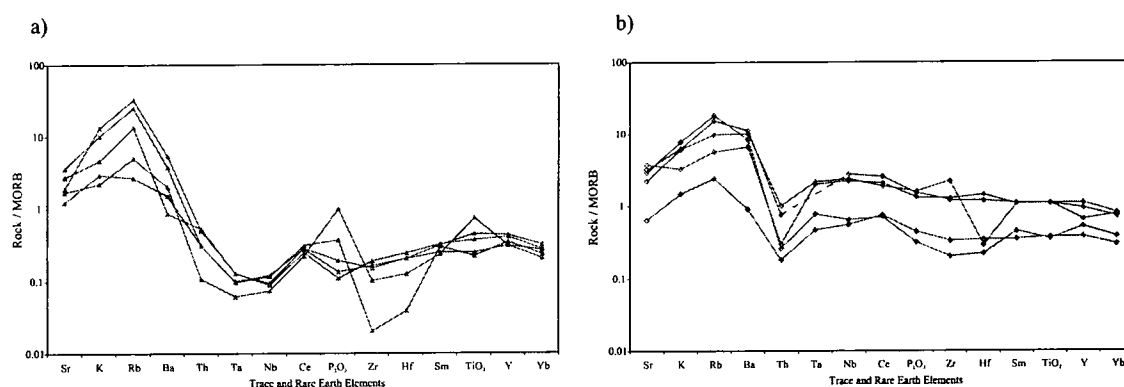 a)
100
10
1
0.1
0.01
Rock / MORB
Sr K Rb Ba Th Ta Nb Ce P₂O₅ Zr Hf Sm TiO₂ Y Yb
Trace and Rare Earth Elements
b)
100
10
1
0.1
0.01
Rock / MORB
Sr K Rb Ba Th Ta Nb Ce P₂O₅ Zr Hf Sm TiO₂ Y Yb
Trace and Rare Earth Elements